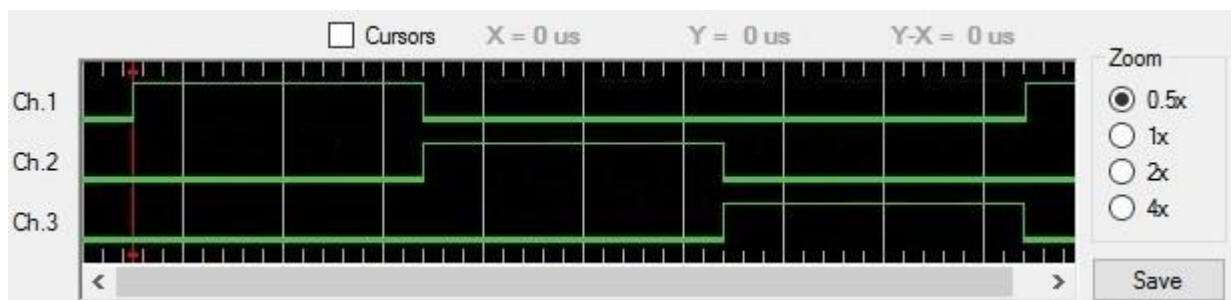 Cursors X = 0 us Y = 0 us Y-X = 0 us
Zoom
Ch.1
0.5x
1x
Ch.2
2x
4x
Ch.3
Save